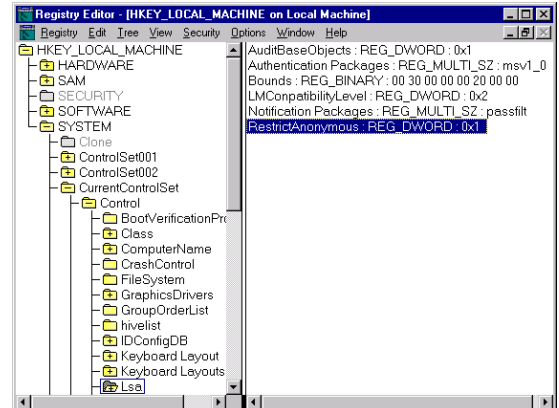 Registry Editor - [HKEY_LOCAL_MACHINE on Local Machine]
Registry Edit Tree View Security Options Window Help
HKEY_LOCAL_MACHINE
HARDWARE
SAM
SECURITY
SOFTWARE
SYSTEM
Clone
ControlSet001
ControlSet002
CurrentControlSet
Control
BootVerificationPro
Class
ComputerName
CrashControl
FileSystem
GraphicsDrivers
GroupOrderList
hivelist
IDConfigDB
Keyboard Layout
Keyboard Layouts
Lsa
AuditBaseObjects : REG_DWORD : 0x1
Authentication Packages : REG_MULTI_SZ : msv1_0
Bounds : REG_BINARY : 00 30 00 00 00 20 00 00
LMConpatibilityLevel : REG_DWORD : 0x2
Notification Packages : REG_MULTI_SZ : passfilt
RestrictAnonymous : REG_DWORD : 0x1